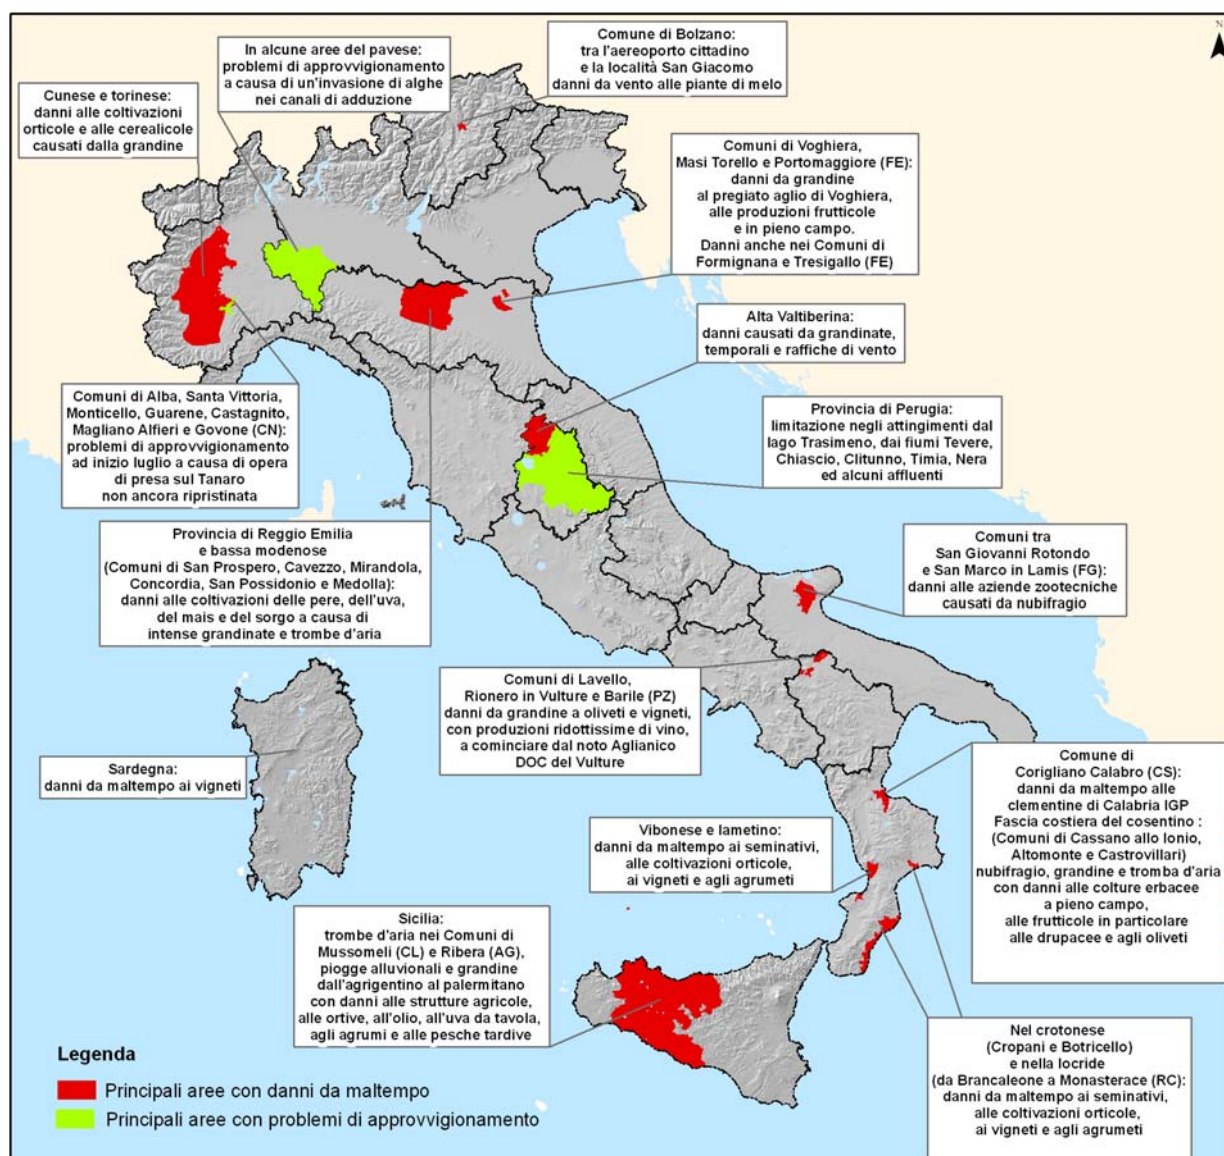 N
Comune di Bolzano:
tra l'aereoporto cittadino
e la località San Giacomo
danni da vento alle piante di melo
In alcune aree del pavese:
problemi di approvvigionamento
a causa di un'invasione di alghe
nei canali di adduzione
Cunese e torinese:
danni alle coltivazioni
orticole e alle cerealicole
causati dalla grandine
Comuni di Voghiera,
Masi Torello e Portomaggiore (FE):
danni da grandine
al pregiato aglio di Voghiera,
alle produzioni frutticole
e in pieno campo.
Danni anche nei Comuni di
Formignana e Tresigallo (FE)
Alta Valtiberina:
danni causati da grandinate,
temporali e raffiche di vento
Comuni di Alba, Santa Vittoria,
Monticello, Guarene, Castagnito,
Magliano Alfieri e Govone (CN):
problemi di approvvigionamento
ad inizio luglio a causa di opera
di presa sul Tanaro
non ancora ripristinata
Provincia di Perugia:
limitazione negli attingimenti dal
lago Trasimeno, dai fiumi Tevere,
Chiascio, Clitunno, Timia, Nera
ed alcuni affluenti
Provincia di Reggio Emilia
e bassa modenose
(Comuni di San Prospero, Cavezzo, Mirandola,
Concordia, San Possidonio e Medolla):
danni alle coltivazioni delle pere, dell'uva,
del mais e del sorgo a causa di
intense grandinate e trombe d'aria
Comuni tra
San Giovanni Rotondo
e San Marco in Lamis (FG):
danni alle aziende zootecniche
causati da nubifragio
Comuni di Lavello,
Rionero in Vulture e Barile (PZ)
danni da grandine a oliveti e vigneti,
con produzioni ridottissime di vino,
a cominciare dal noto Aglianico
DOC del Vulture
Sardegna:
danni da maltempo ai vigneti
Comune di
Corigliano Calabro (CS):
danni da maltempo alle
clementine di Calabria IGP
Fascia costiera del cosentino :
(Comuni di Cassano allo Ionio,
Altomonte e Castrovillari)
nubifragio, grandine e tromba d'aria
con danni alle colture erbacee
a pieno campo,
alle frutticole in particolare
alle drupacee e agli oliveti
Vibonese e lametino:
danni da maltempo ai seminativi,
alle coltivazioni orticole,
ai vigneti e agli agrumeti
Sicilia:
trombe d'aria nei Comuni di
Mussomeli (CL) e Ribera (AG),
piogge alluvionali e grandine
dall'agrigentino al palermitano
con danni alle strutture agricole,
alle ortive, all'olio, all'uva da tavola,
agli agrumi e alle pesche tardive
Nel crotonese
(Cropani e Botricello)
e nella locride
(da Brancaleone a Monasterace (RC):
danni da maltempo ai seminativi,
alle coltivazioni orticole,
ai vigneti e agli agrumeti
Legenda
Principali aree con danni da maltempo
Principali aree con problemi di approvvigionamento